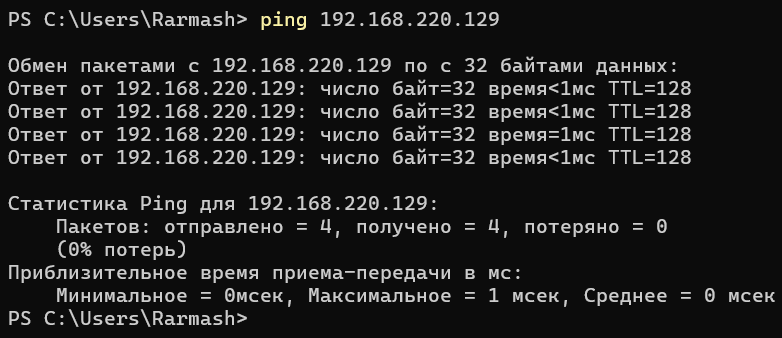 PS C:\Users\Rarmash> ping 192.168.220.129
Обмен пакетами с 192.168.220.129 по с 32 байтами данных:
Ответ от 192.168.220.129: число байт=32 время<1мс TTL=128
Ответ от 192.168.220.129: число байт=32 время<1мс TTL=128
Ответ от 192.168.220.129: число байт=32 время=1мс TTL=128
Ответ от 192.168.220.129: число байт=32 время<1мс TTL=128
Статистика Ping для 192.168.220.129:
Пакетов: отправлено = 4, получено = 4, потеряно = 0
(0% потерь)
Приблизительное время приема-передачи в мс:
Минимальное = 0мсек, Максимальное = 1 мсек, Среднее = 0 мсек
PS C:\Users\Rarmash>